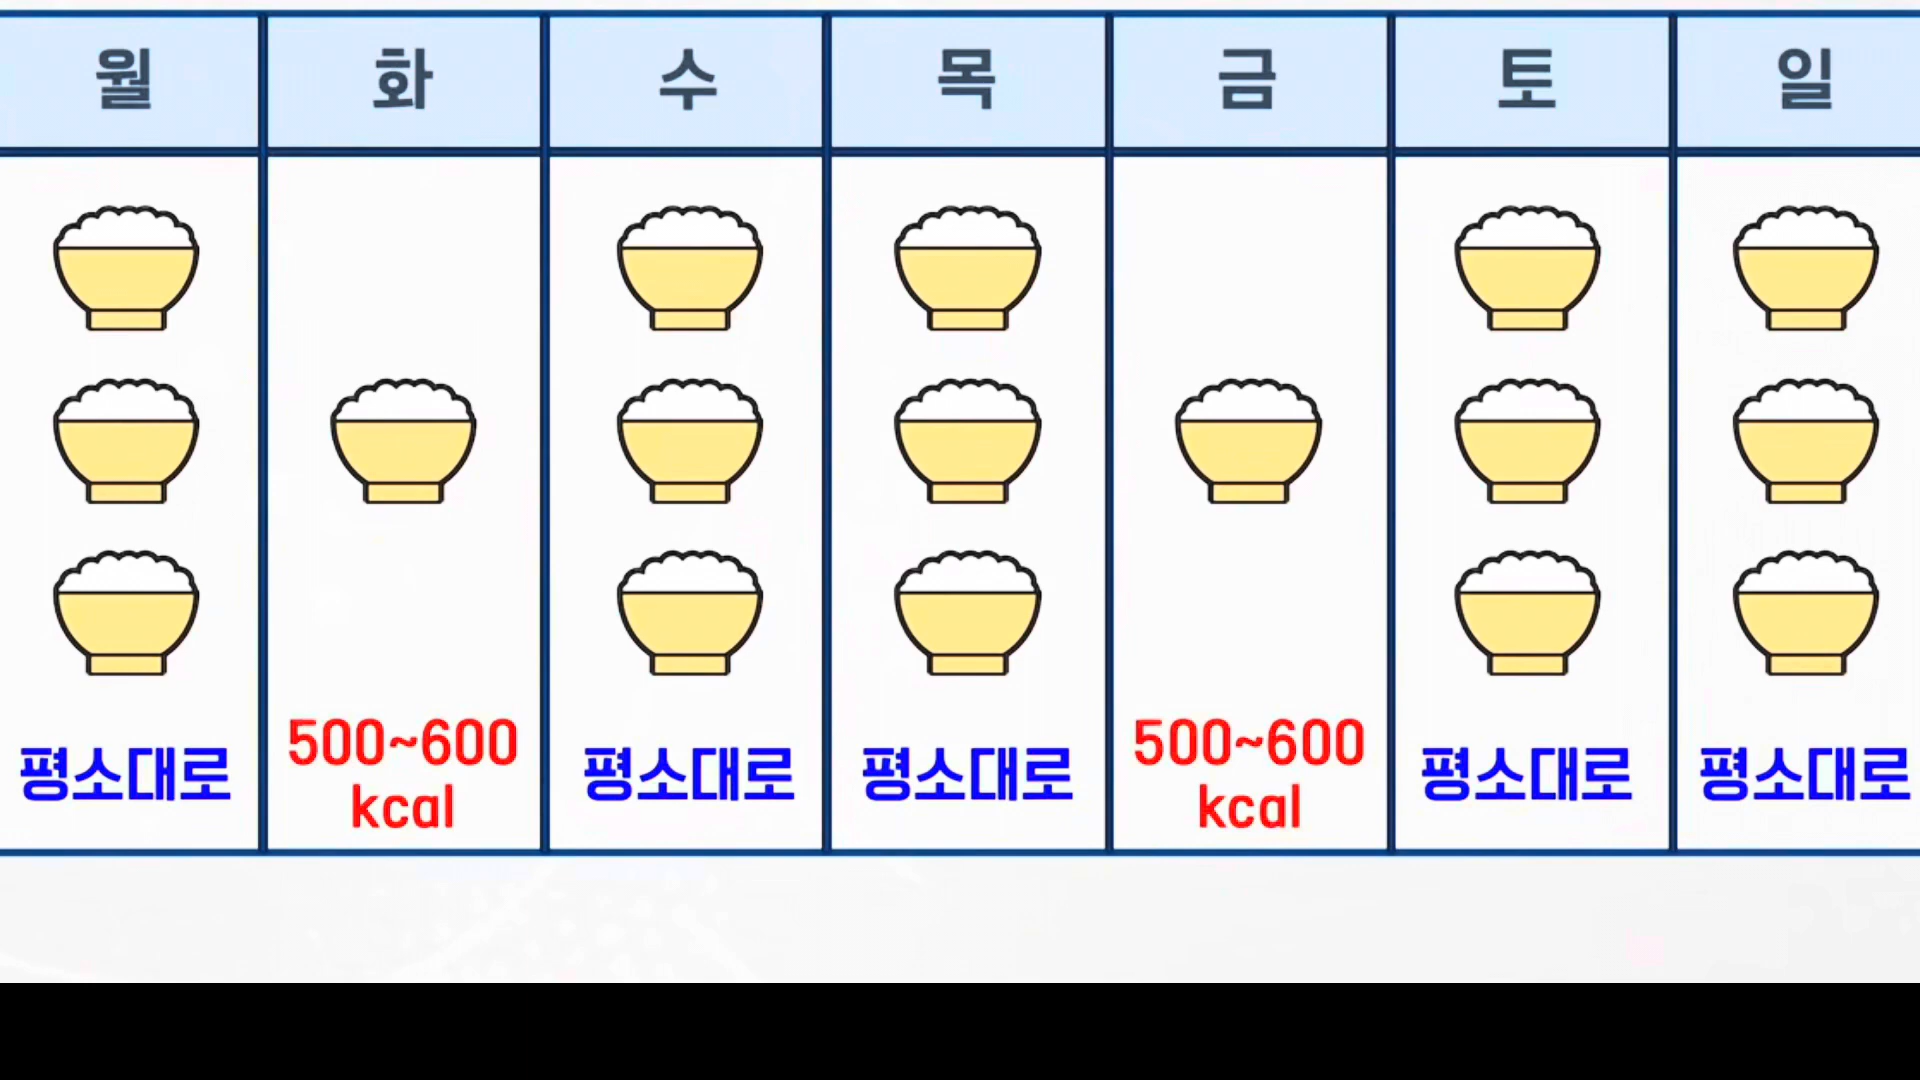 월 화 수 목 금 토 일
평소대로 500~600 kcal 평소대로 평소대로 500~600 kcal 평소대로 평소대로